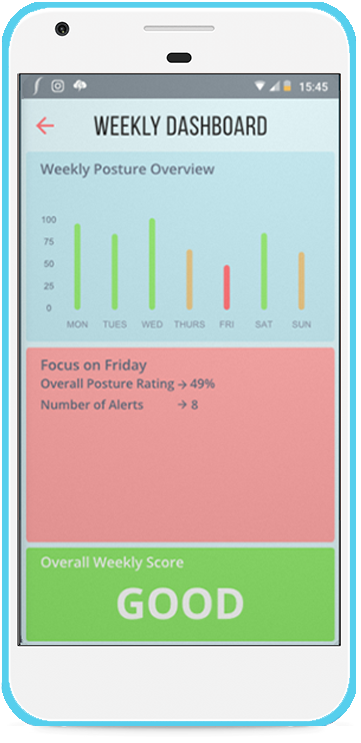 15:45
WEEKLY DASHBOARD
Weekly Posture Overview
100
75
50
25
0
MON TUES WED THURS FRI SAT SUN
Focus on Friday
Overall Posture Rating → 49%
Number of Alerts → 8
Overall Weekly Score
GOOD